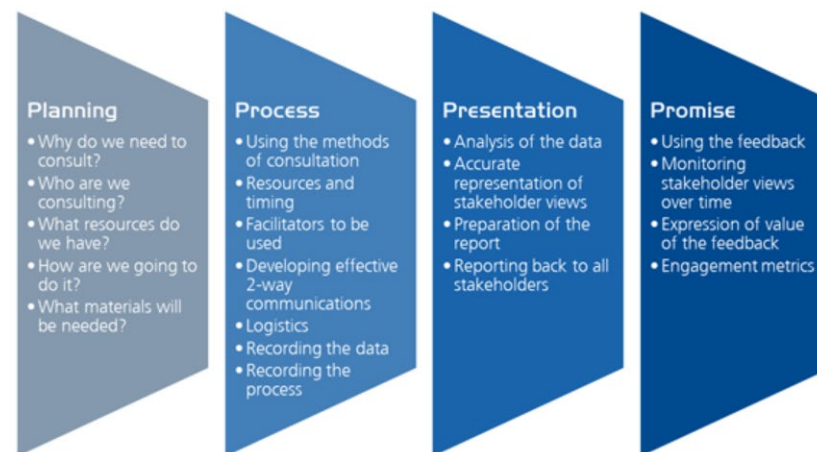 Planning
• Why do we need to
consult?
• Who are we
consulting?
• What resources do
we have?
• How are we going to
do it?
• What materials will
be needed?
Process
• Using the methods
of consultation
• Resources and
timing
• Facilitators to be
used
• Developing effective
2-way
communications
• Logistics
• Recording the data
• Recording the
process
Presentation
• Analysis of the data
• Accurate
representation of
stakeholder views
• Preparation of the
report
• Reporting back to all
stakeholders
Promise
• Using the feedback
• Monitoring
stakeholder views
over time
• Expression of value
of the feedback
• Engagement metrics